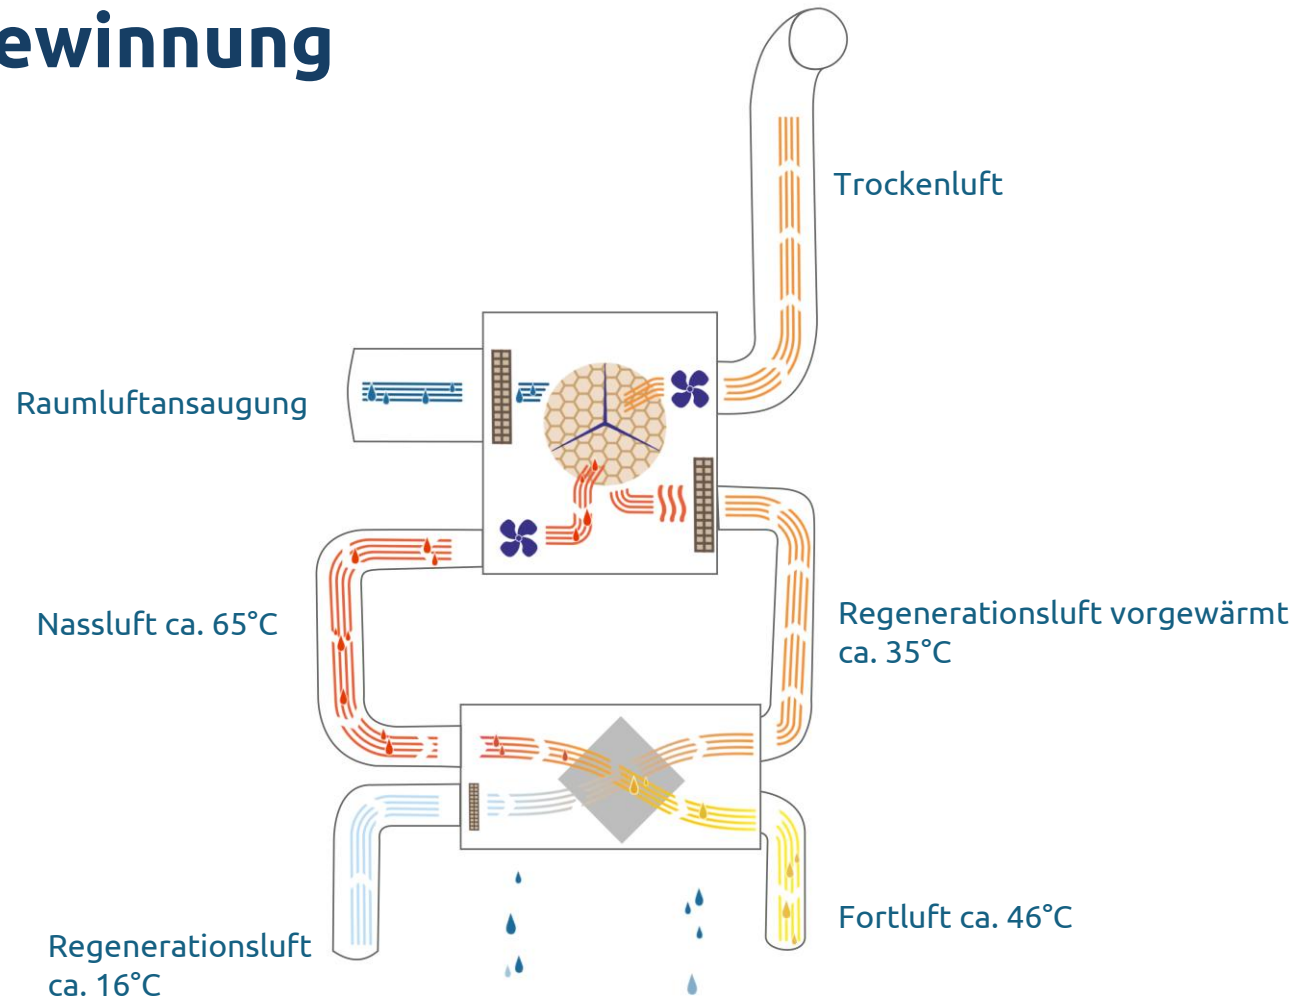 ewinnung
Trockenluft
Raumluftansaugung
Nassluft ca. 65°C
Regenerationsluft vorgewärmt
ca. 35°C
Fortluft ca. 46°C
Regenerationsluft
ca. 16°C